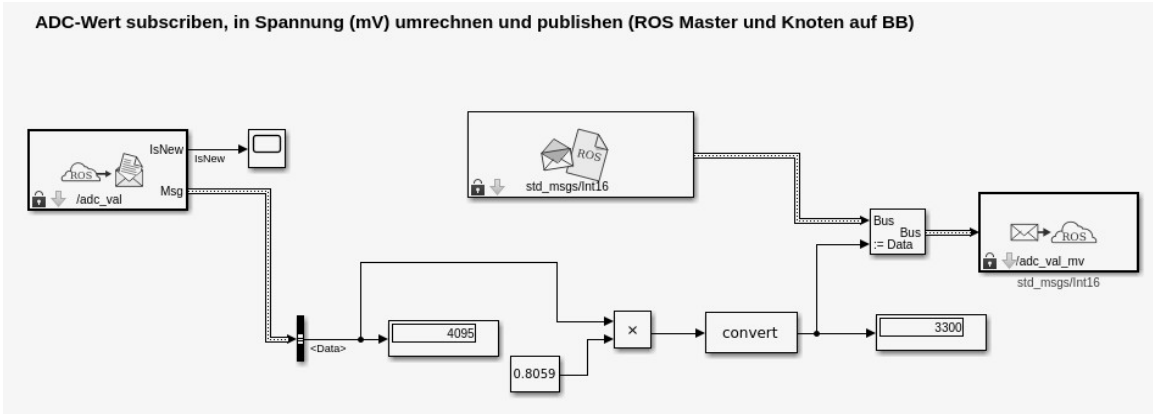 ADC-Wert subscriben, in Spannung (mV) umrechnen und publishen (ROS Master und Knoten auf BB)
IsNew
IsNew
ROS
Msg
/adc_val
ROS
std_msgs/Int16
Bus
Bus
:= Data
ROS
/adc_val_mv
std_msgs/Int16
<Data>
4095
0.8059
×
convert
3300